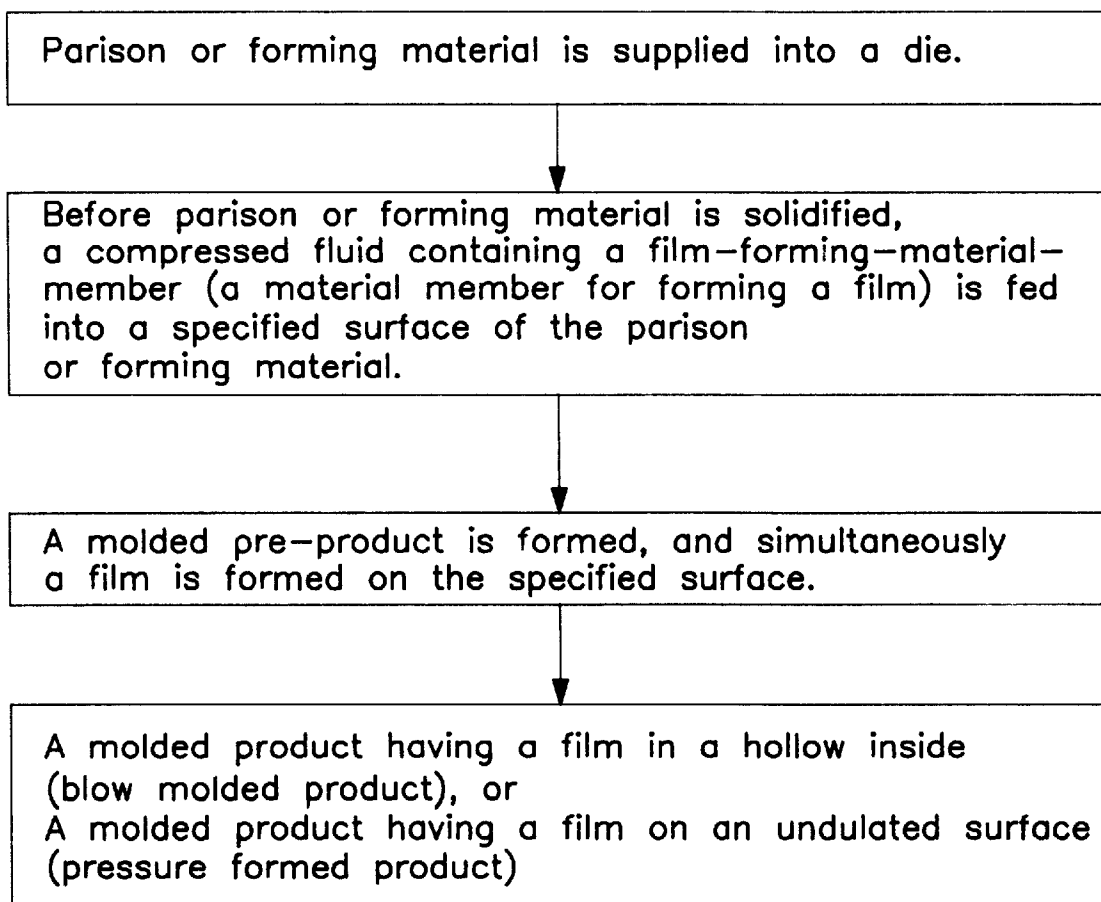 Parison or forming material is supplied into a die.
Before parison or forming material is solidified,
a compressed fluid containing a film-forming-material-
member (a material member for forming a film) is fed
into a specified surface of the parison
or forming material.
A molded pre-product is formed, and simultaneously
a film is formed on the specified surface.
A molded product having a film in a hollow inside
(blow molded product), or
A molded product having a film on an undulated surface
(pressure formed product)